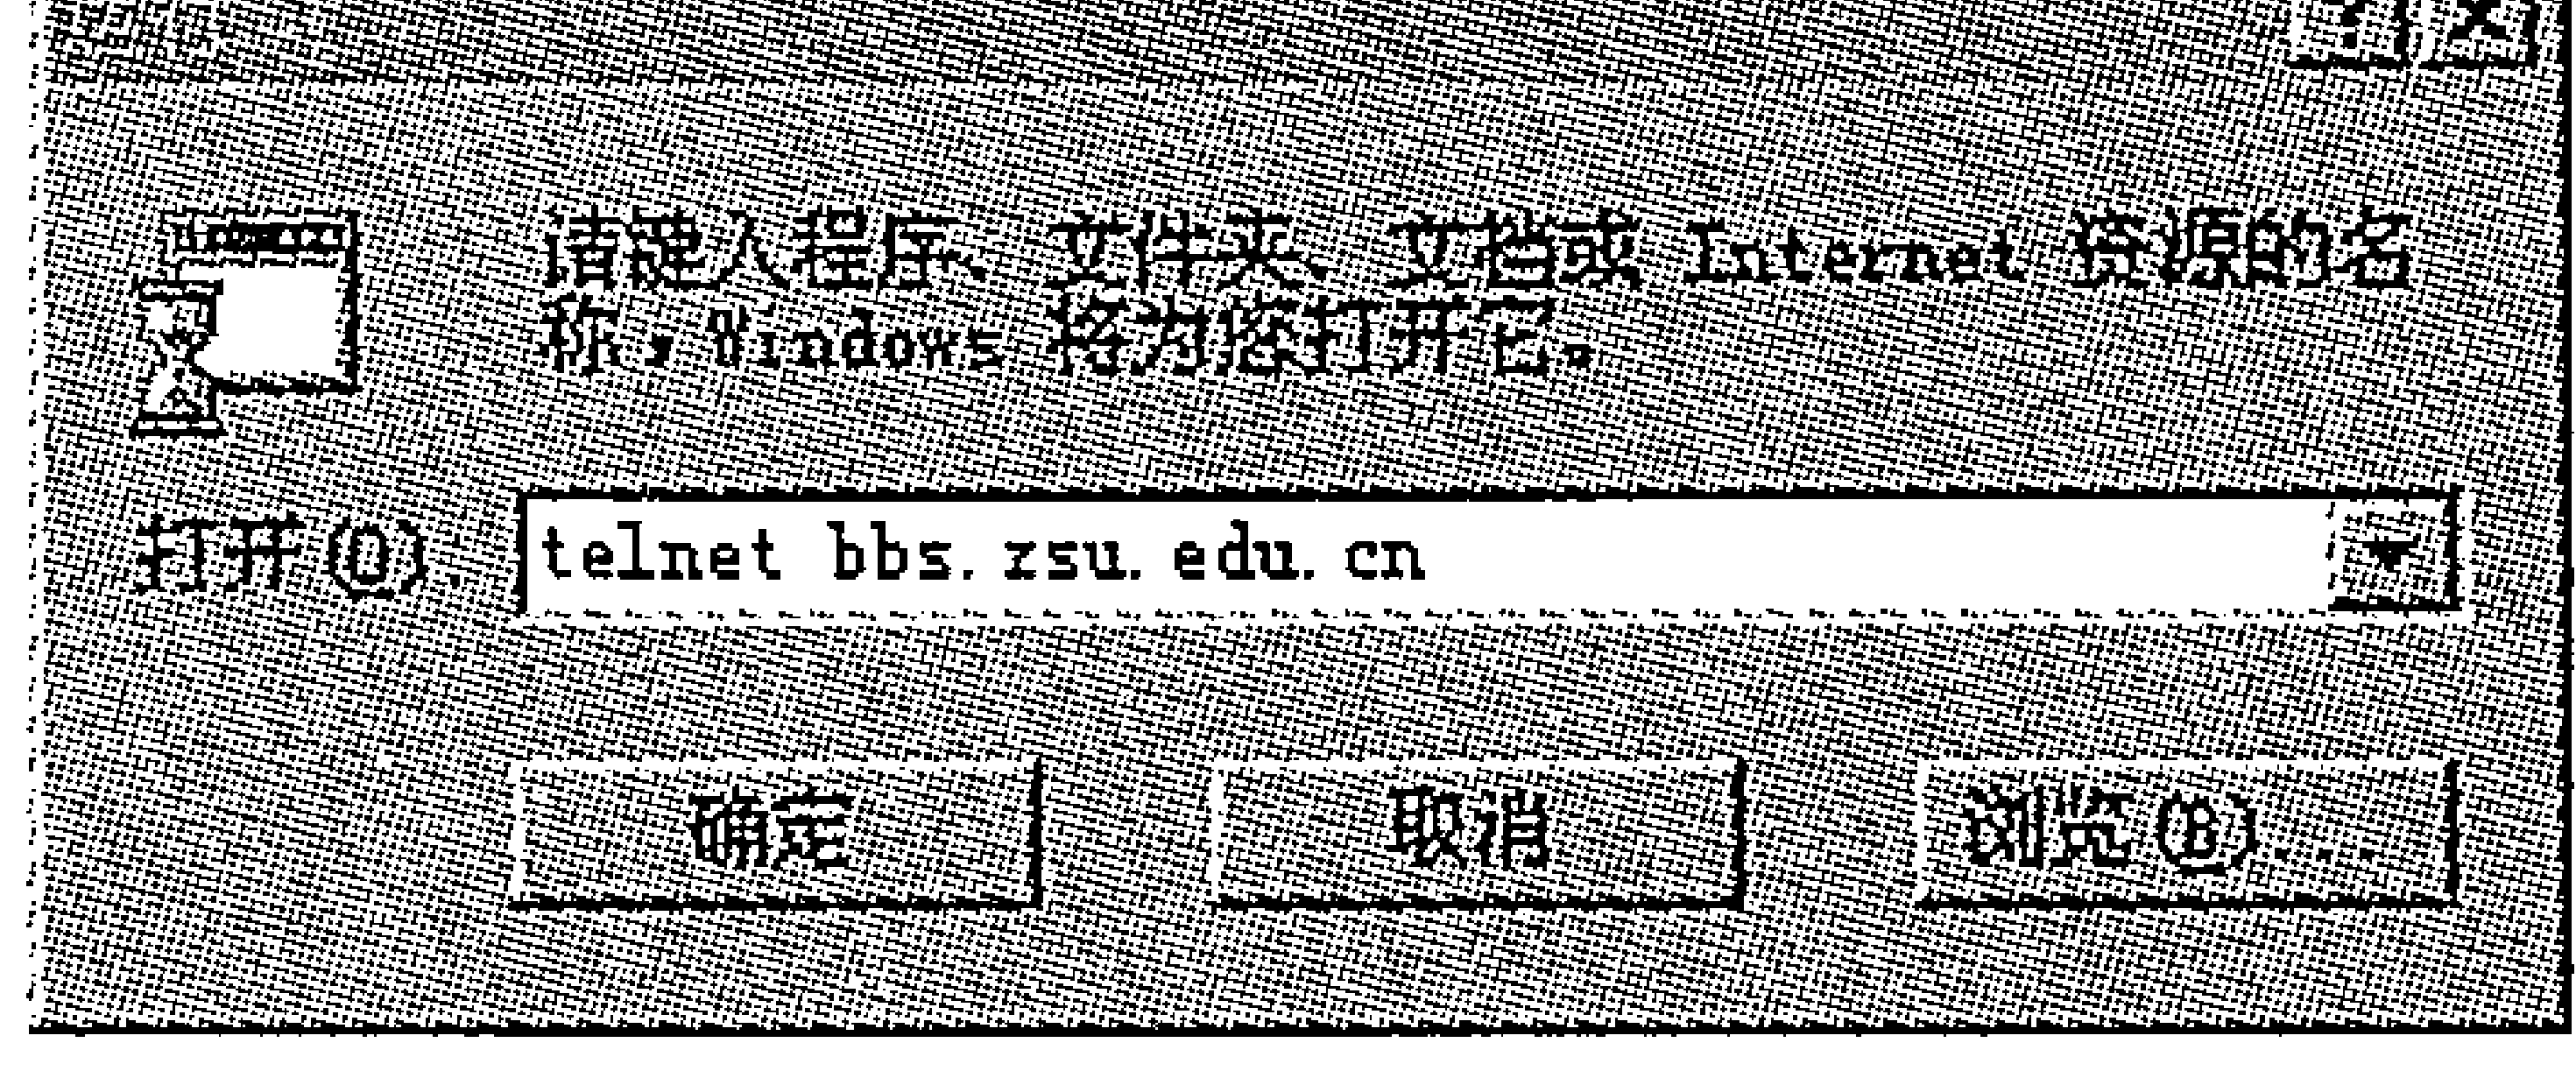 请键入程序、文件夹、文档或 Internet 资源的名
称，Windows 将为您打开它。
打开(O): telnet bbs.zsu.edu.cn
确定 取消 浏览(B)...